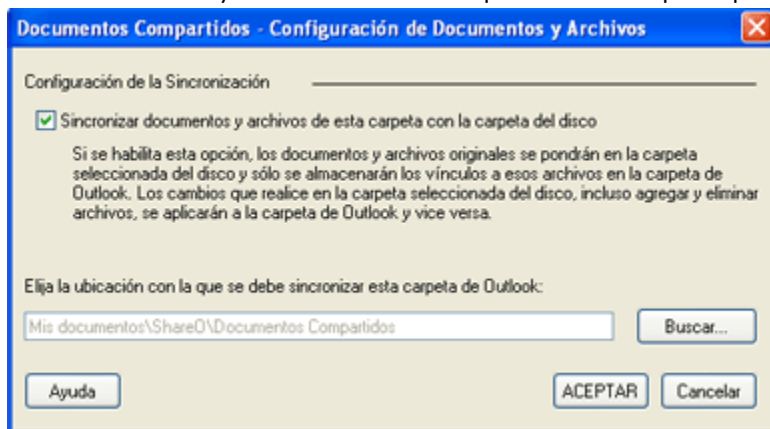 Documentos Compartidos - Configuración de Documentos y Archivos
Configuración de la Sincronización
Sincronizar documentos y archivos de esta carpeta con la carpeta del disco
Si se habilita esta opción, los documentos y archivos originales se pondrán en la carpeta
seleccionada del disco y sólo se almacenarán los vínculos a esos archivos en la carpeta de
Outlook. Los cambios que realice en la carpeta seleccionada del disco, incluso agregar y eliminar
archivos, se aplicarán a la carpeta de Outlook y vice versa.
Elija la ubicación con la que se debe sincronizar esta carpeta de Outlook:
Mis documentos\ShareO\Documentos Compartidos
Buscar...
Ayuda
ACEPTAR
Cancelar